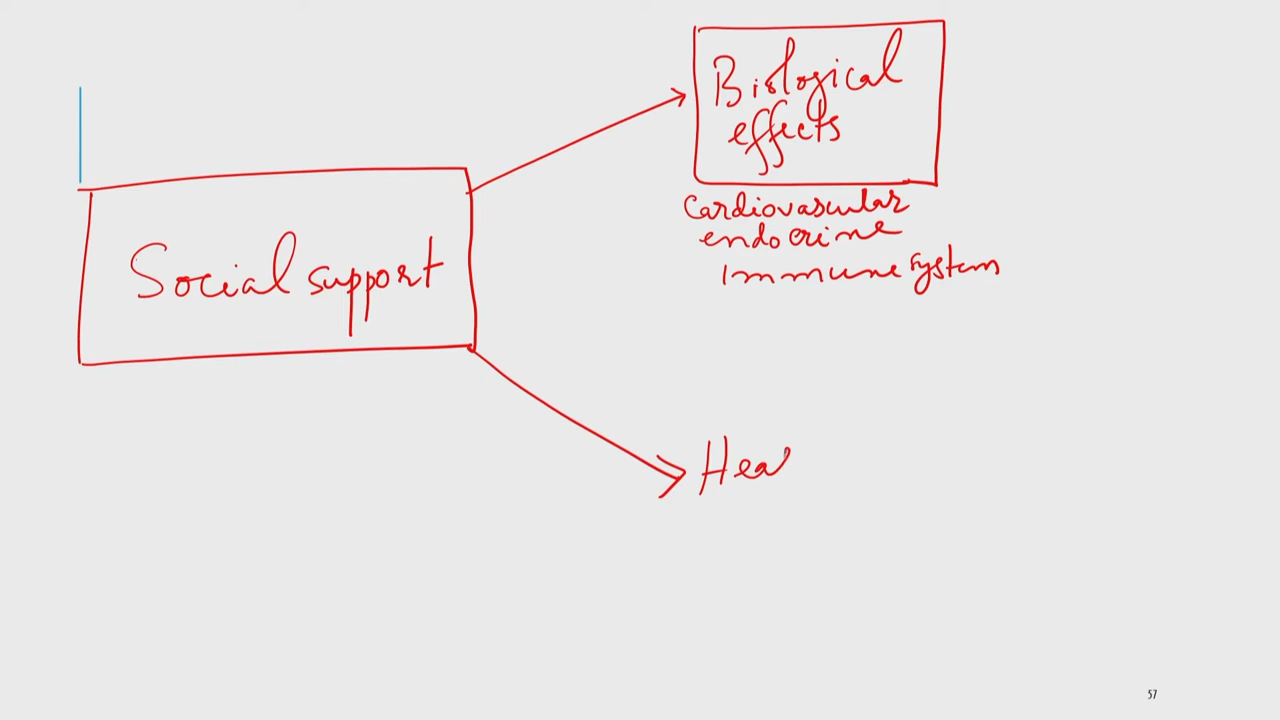 Biological
effects
Social support
Cardiovascular
endocrine
immune system
Hea
57